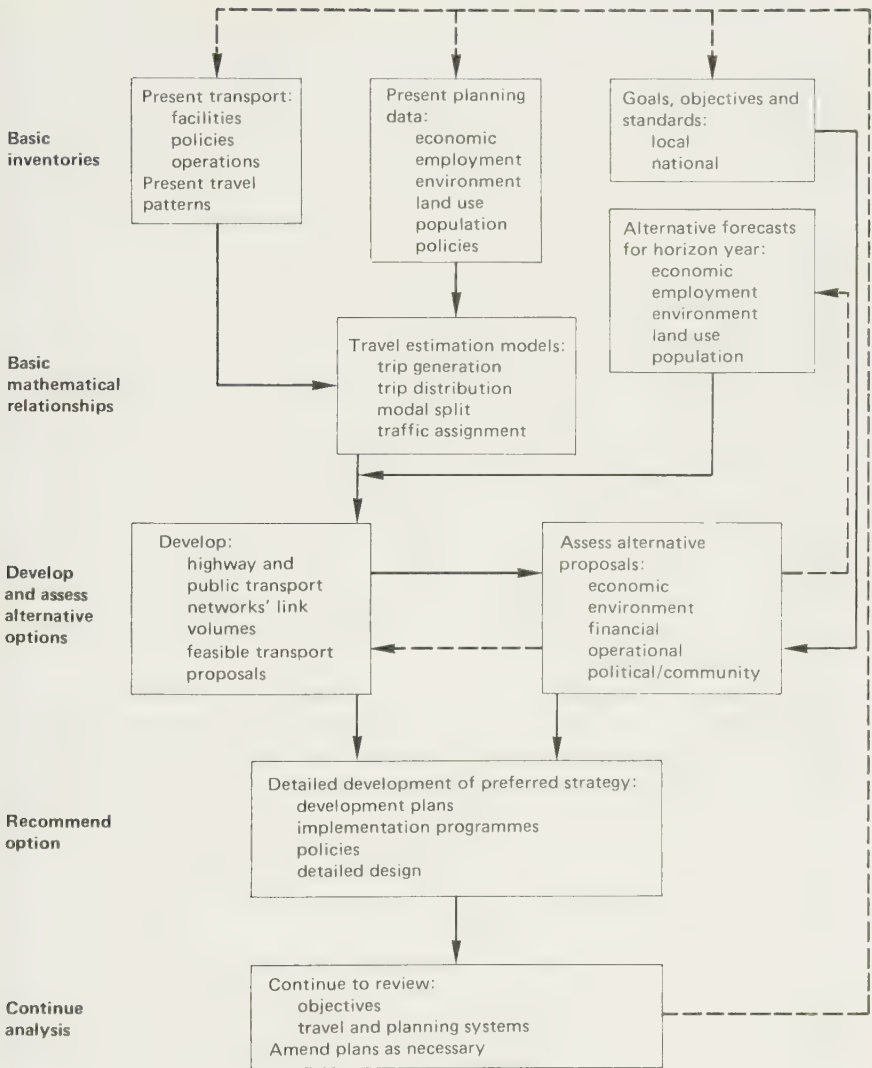 Basic
inventories
Present transport:
facilities
policies
operations
Present travel
patterns
Present planning
data:
economic
employment
environment
land use
population
policies
Goals, objectives and
standards:
local
national
Alternative forecasts
for horizon year:
economic
employment
environment
land use
population
Basic
mathematical
relationships
Travel estimation models:
trip generation
trip distribution
modal split
traffic assignment
Develop
and assess
alternative
options
Develop:
highway and
public transport
networks' link
volumes
feasible transport
proposals
Assess alternative
proposals:
economic
environment
financial
operational
political/community
Recommend
option
Detailed development of preferred strategy:
development plans
implementation programmes
policies
detailed design
Continue
analysis
Continue to review:
objectives
travel and planning systems
Amend plans as necessary